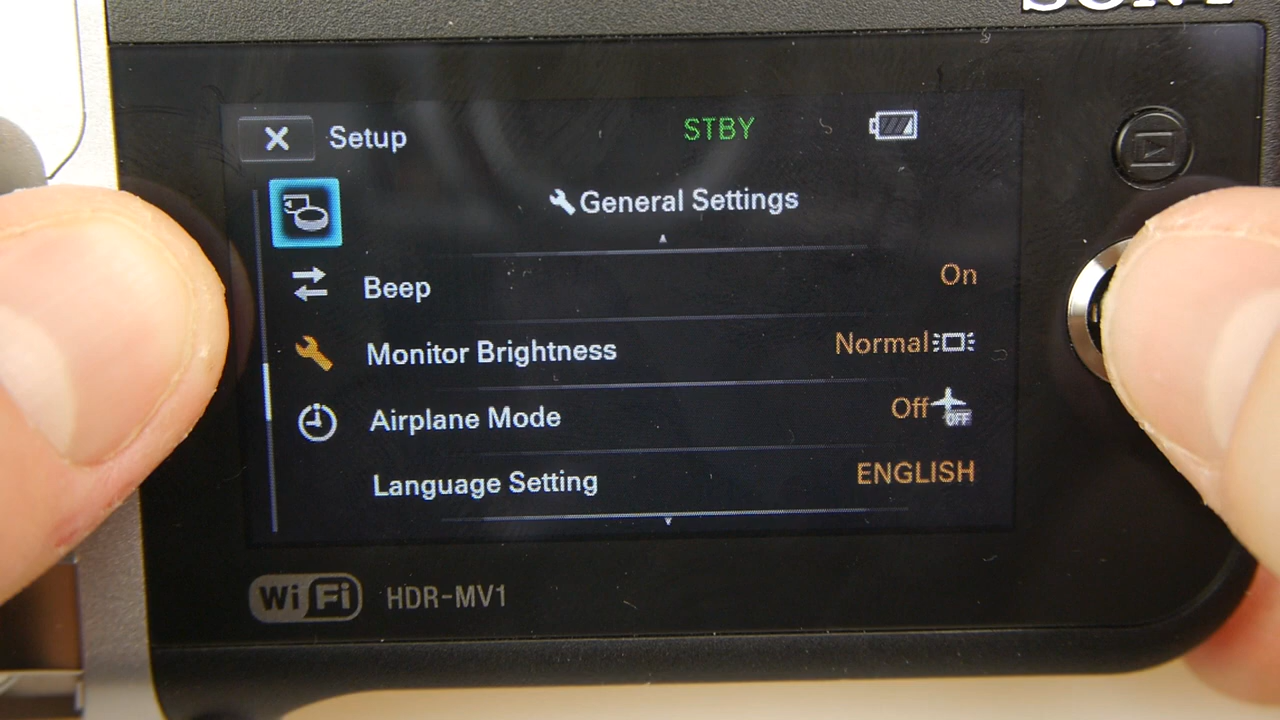 SONY
Setup
STBY
General Settings
Beep On
Monitor Brightness Normal
Airplane Mode Off
OFF
Language Setting ENGLISH
WiFi HDR-MV1